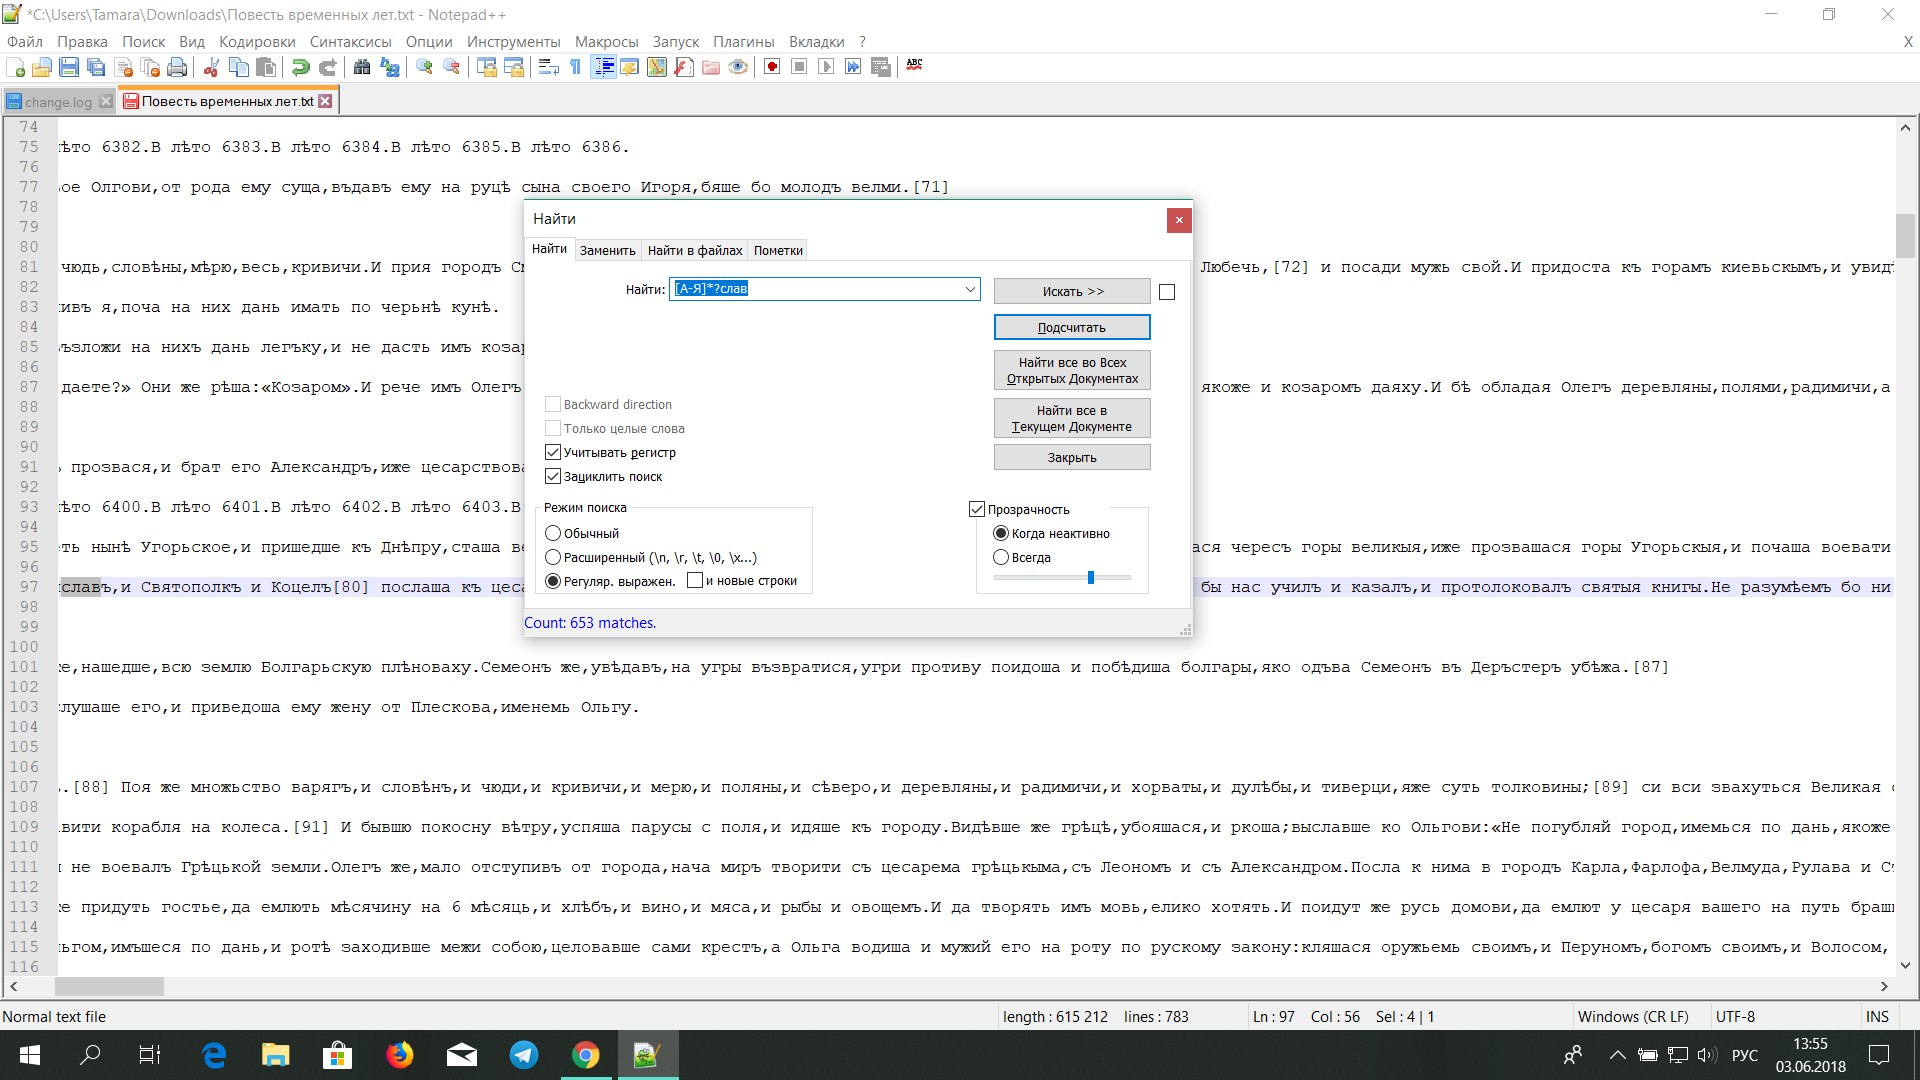 *C:\Users\Tamara\Downloads\Повесть временных лет.txt - Notepad++
Файл Правка Поиск Вид Кодировки Синтаксисы Опции Инструменты Макросы Запуск Плагины Вкладки ? X
ABC
change.log Повесть временных лет.txt
74
75 ѣто 6382.В лѣто 6383.В лѣто 6384.В лѣто 6385.В лѣто 6386.
76
77 ое Олгови,от рода ему суща,въдавъ ему на руцѣ сына своего Игоря,бяше бо молодъ велми.[71]
78
79
80
81 чюдь,словѣны,мѣрю,весь,кривичи.И прия городъ См Любечь,[72] и посади мужь свой.И придоста къ горамъ киевьскымъ,и увид
82
83 ивъ я,поча на них дань имать по черьнѣ кунѣ.
84
85 ъзложи на нихъ дань легъку,и не дасть имъ козар
86
87 даете?» Они же рѣша:«Козаром».И рече имъ Олегъ якоже и козаромъ даяху.И бѣ обладая Олегъ деревляны,полями,радимичи,а
88
89
90
91 прозвася,и брат его Александръ,иже цесарствова
92
93 ѣто 6400.В лѣто 6401.В лѣто 6402.В лѣто 6403.В
94
95 ть нынѣ Угорьское,и пришедше къ Днѣпру,сташа ве ася чересъ горы великыя,иже прозвашася горы Угорьскыя,и почаша воевати
96
97 славъ,и Святополкъ и Коцелъ[80] послаша къ цеса бы нас училъ и казалъ,и протолоковалъ святыя книгы.Не разумѣемъ бо ни
98
99
100
101 е,нашедше,всю землю Болгарьскую плѣноваху.Семеонъ же,увѣдавъ,на угры възвратися,угри противу поидоша и побѣдиша болгары,яко одъва Семеонъ въ Деръстеръ убѣжа.[87]
102
103 слушаше его,и приведоша ему жену от Плескова,именемь Ольгу.
104
105
106
107 .[88] Поя же множьство варягъ,и словѣнъ,и чюди,и кривичи,и мерю,и поляны,и сѣверо,и деревляны,и радимичи,и хорваты,и дулѣбы,и тиверци,яже суть толковины;[89] си вси звахуться Великая
108
109 авити корабля на колеса.[91] И бывшю покосну вѣтру,успяша парусы с поля,и идяше къ городу.Видѣвше же грѣцѣ,убояшася,и ркоша;выславше ко Ольгови:«Не погубляй город,имемься по дань,якоже
110
111 и не воевалъ Грѣцькой земли.Олегъ же,мало отступивъ от города,нача миръ творити съ цесарема грѣцькыма,съ Леономъ и съ Александром.Посла к нима в городъ Карла,Фарлофа,Велмуда,Рулава и Ст
112
113 же придуть гостье,да емлють мѣсячину на 6 мѣсяць,и хлѣбъ,и вино,и мяса,и рыбы и овощемъ.И да творять имъ мовь,елико хотять.И поидут же русь домови,да емлют у цесаря вашего на путь браш
114
115 льгом,имъшеся по дань,и ротѣ заходивше межи собою,целовавше сами крестъ,а Ольга водиша и мужий его на роту по рускому закону:кляшася оружьемь своимъ,и Перуномъ,богомъ своимъ,и Волосом,
116
Найти
Найти Заменить Найти в файлах Пометки
Найти: [А-Я]*?слав
Искать >>
Подсчитать
Найти все во Всех
Открытых Документах
Найти все в
Текущем Документе
Закрыть
Backward direction
Только целые слова
Учитывать регистр
Зациклить поиск
Режим поиска
Обычный
Расширенный (\n, \r, \t, \0, \x...)
Регуляр. выражен. и новые строки
Прозрачность
Когда неактивно
Всегда
Count: 653 matches.
Normal text file length : 615 212 lines : 783 Ln : 97 Col : 56 Sel : 4 | 1 Windows (CR LF) UTF-8 INS
РУС 13:55
03.06.2018